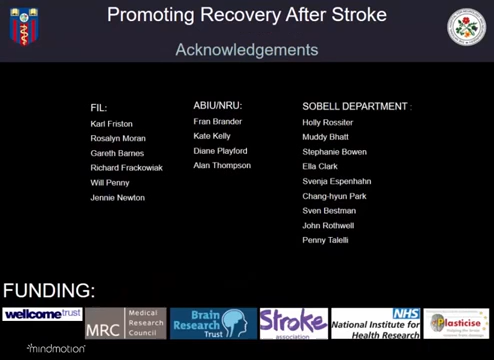 Promoting Recovery After Stroke
Acknowledgements
FIL:
Karl Friston
Rosalyn Moran
Gareth Barnes
Richard Frackowiak
Will Penny
Jennie Newton
ABIU/NRU:
Fran Brander
Kate Kelly
Diane Playford
Alan Thompson
SOBELL DEPARTMENT :
Holly Rossiter
Muddy Bhatt
Stephanie Bowen
Ella Clark
Svenja Espenhahn
Chang-hyun Park
Sven Bestman
John Rothwell
Penny Talelli
FUNDING:
wellcome trust
MRC
Medical
Research
Council
Brain
Research
Trust
Stroke
association
NHS
National Institute for
Health Research
Plasticise
mindmotion